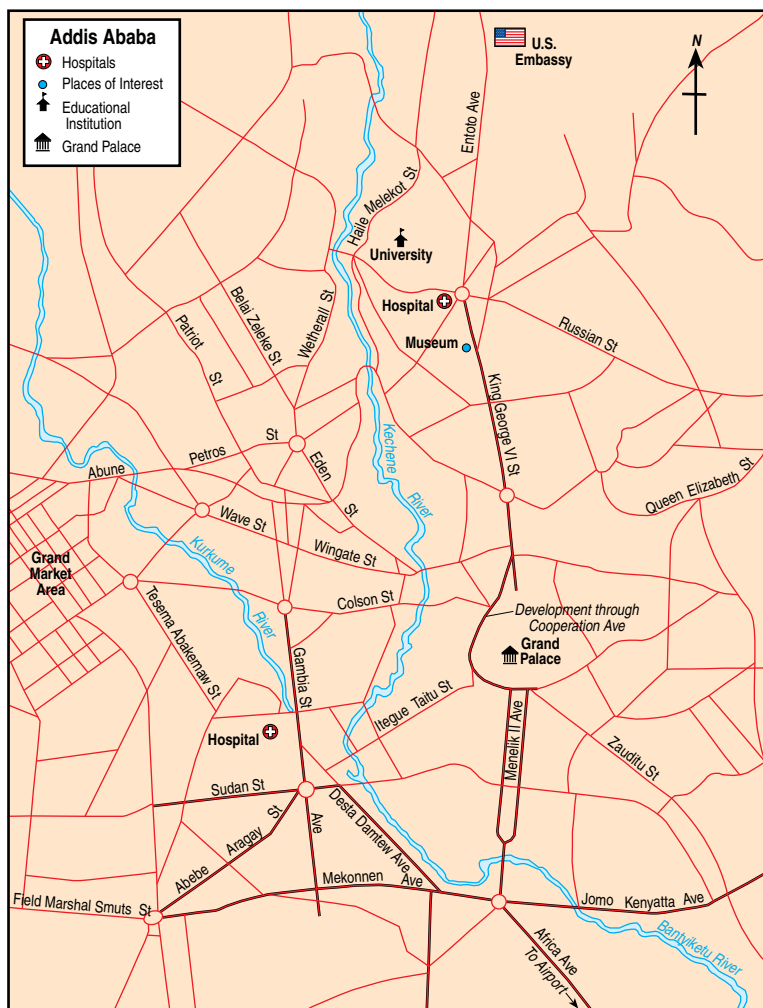 Addis Ababa
Hospitals
Places of Interest
Educational
Institution
Grand Palace
U.S.
Embassy
N
Entoto Ave
Haile Melekot St
University
Hospital
Museum
Russian St
King George VI St
Belai Zeleke St
Wetherall St
Patriot St
Abune Petros St
Eden St
Kechene River
Queen Elizabeth St
Wave St
Wingate St
Kurkume River
Grand
Market
Area
Colson St
Development through
Cooperation Ave
Grand
Palace
Tesema Abakemaw St
Gambia St
Itegue Taitu St
Hospital
Menelik II Ave
Zauditu St
Sudan St
Desta Damtew Ave
Ave
Abebe Aragay St
Mekonnen Ave
Field Marshal Smuts St
Jomo Kenyatta Ave
Africa Ave
To Airport
Bantyiketu River